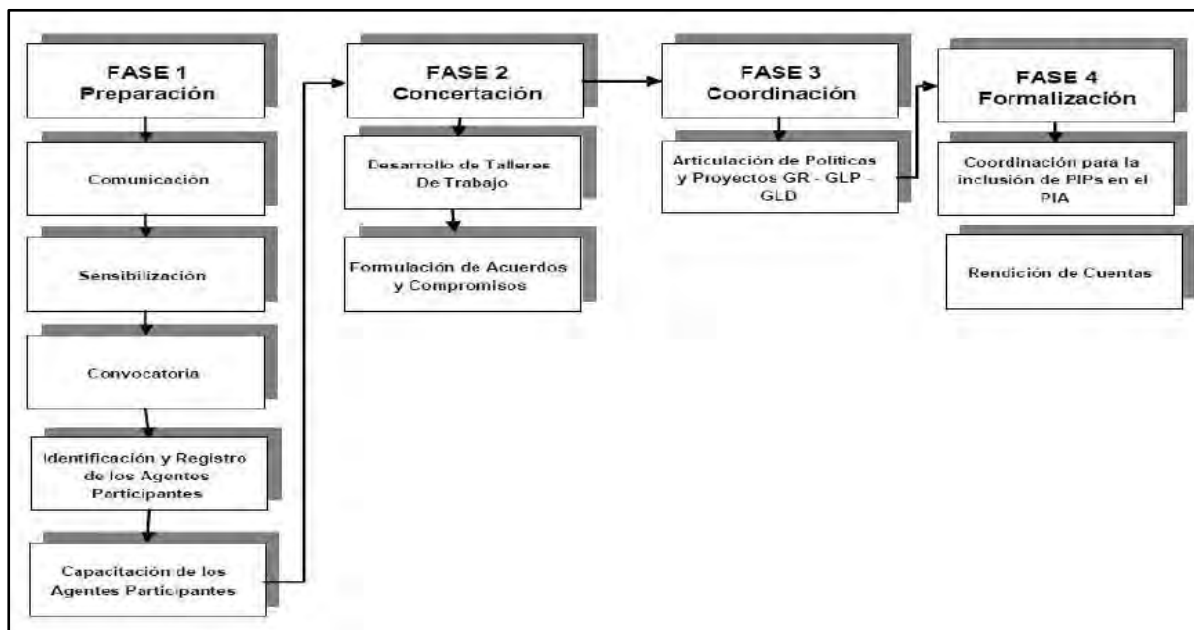 FASE 1
Preparación
Comunicación
Sensibilización
Convocatoria
Identificación y Registro
de los Agentes
Participantes
Capacitación de los
Agentes Participantes
FASE 2
Concertación
Desarrollo de Talleres
De Trabajo
Formulación de Acuerdos
y Compromisos
FASE 3
Coordinación
Articulación de Políticas
y Proyectos GR - GLP -
GLD
FASE 4
Formalización
Coordinación para la
inclusión de PIPs en el
PIA
Rendición de Cuentas